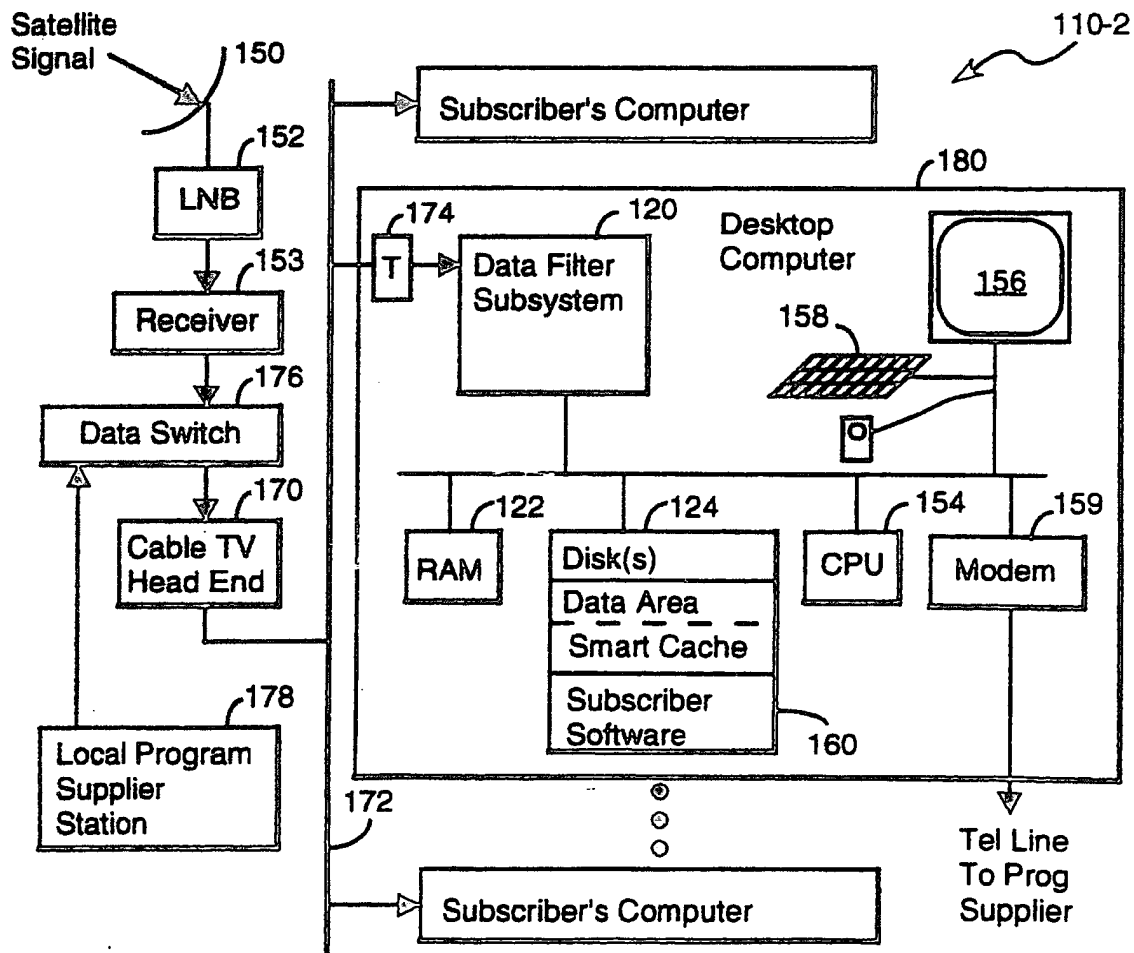 Satellite
Signal
150
110-2
Subscriber's Computer
152
LNB
180
174
120
Desktop
Computer
T
Data Filter
Subsystem
156
153
Receiver
158
176
Data Switch
170
Cable TV
Head End
122
RAM
124
Disk(s)
Data Area
Smart Cache
Subscriber
Software
160
154
CPU
159
Modem
178
Local Program
Supplier
Station
172
Tel Line
To Prog
Supplier
Subscriber's Computer